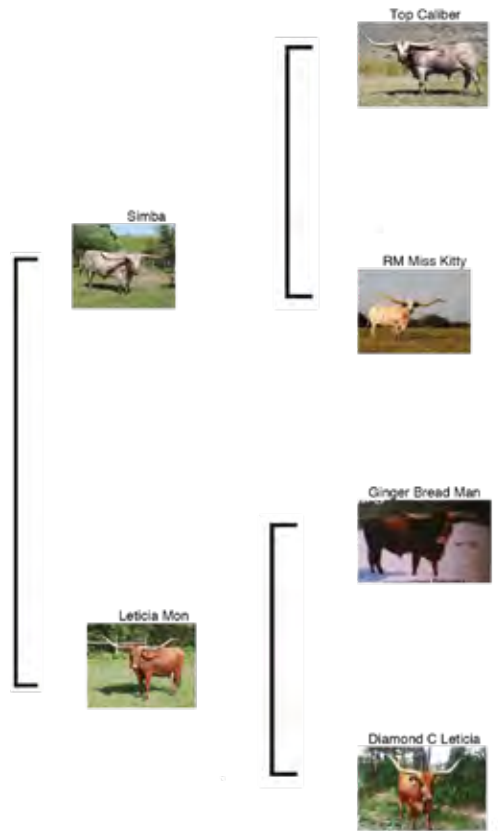 Top Caliber
Simba
RM Miss Kitty
Ginger Bread Man
Leticia Mon
Diamond C Leticia